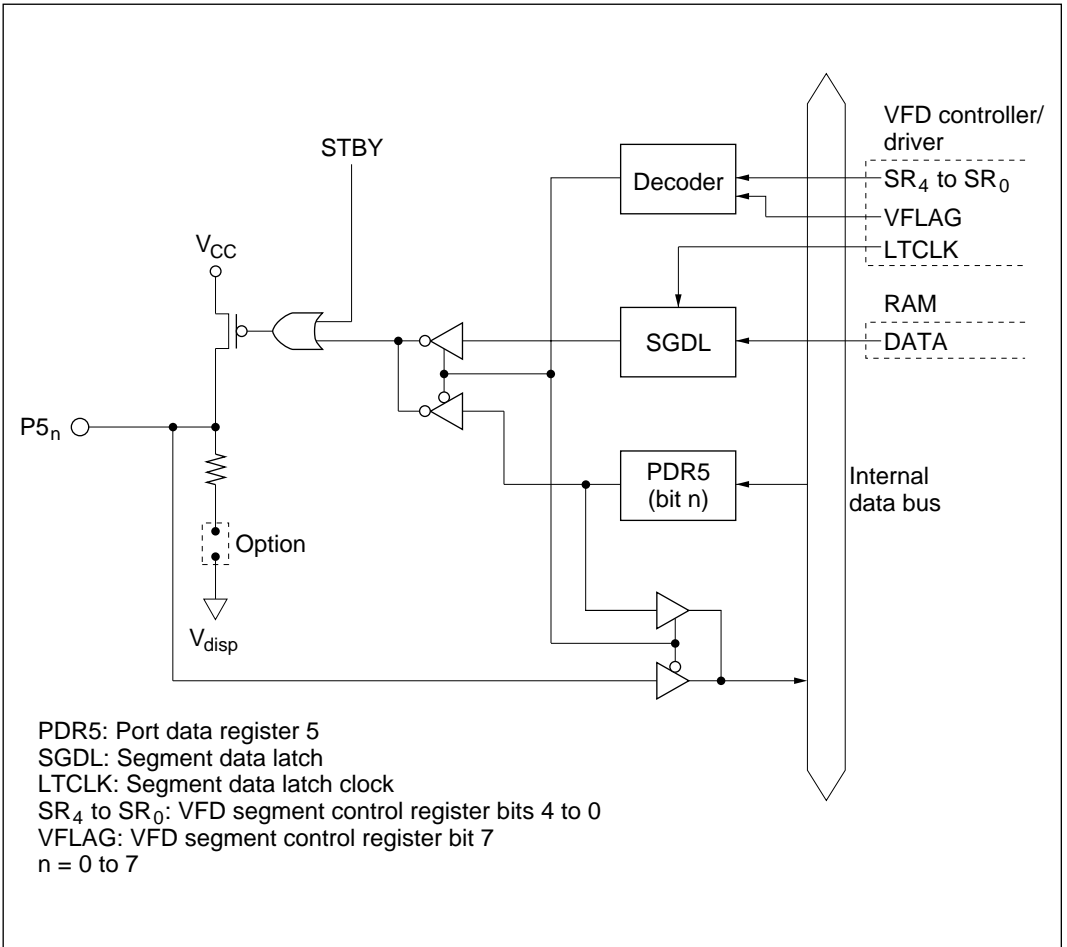 VFD controller/
driver
STBY
Decoder
SR4 to SR0
VFLAG
LTCLK
VCC
RAM
SGDL
DATA
P5n
PDR5
(bit n)
Internal
data bus
Option
Vdisp
PDR5: Port data register 5
SGDL: Segment data latch
LTCLK: Segment data latch clock
SR4 to SR0: VFD segment control register bits 4 to 0
VFLAG: VFD segment control register bit 7
n = 0 to 7